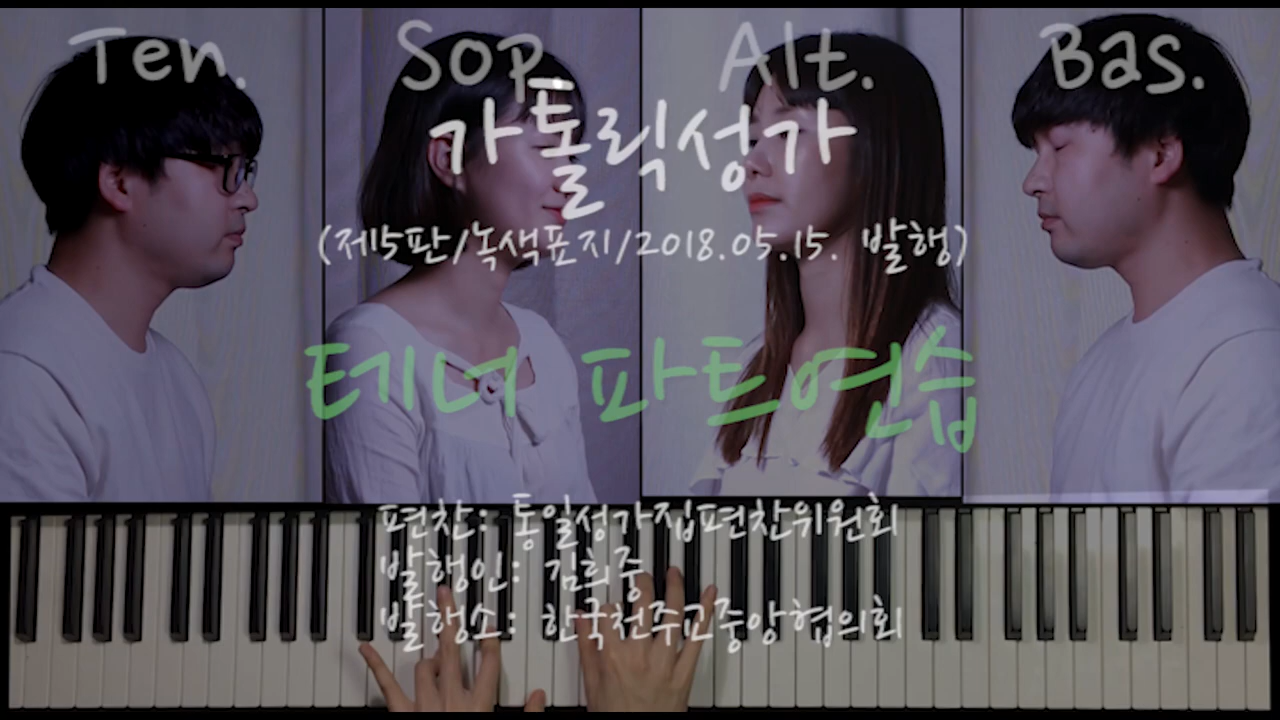 Ten. Sop. Alt. Bas.
가톨릭성가
(제5판/녹색표지/2018.05.15. 발행)
테너 파트연습
편찬: 통일성가집편찬위원회
발행인: 김희중
발행소: 한국천주교중앙협의회